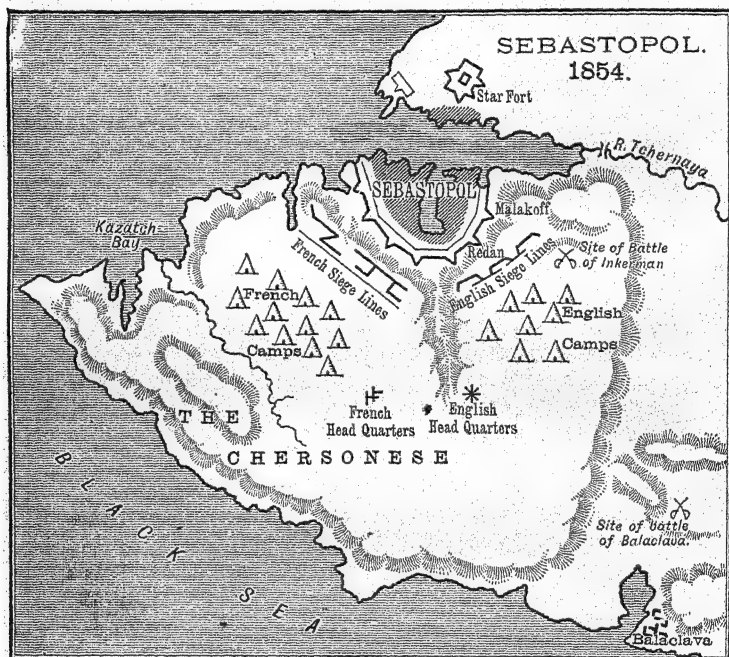 SEBASTOPOL.
1854.
Star Fort
R. Tchernaya
SEBASTOPOL
Malakoff
Kazatch
Bay
Redan
Site of Battle
of Inkerman
French Siege Lines
English Siege Lines
French
Camps
English
Camps
French
Head Quarters
English
Head Quarters
THE
CHERSONESE
BLACK SEA
Site of battle
of Balaclava.
Balaclava